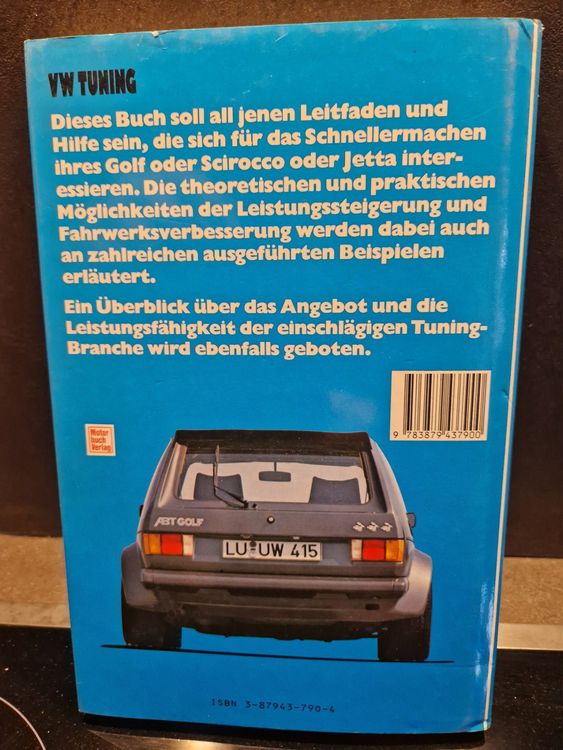 VW TUNING
Dieses Buch soll all jenen Leitfaden und
Hilfe sein, die sich für das Schnellermachen
ihres Golf oder Scirocco oder Jetta inter-
essieren. Die theoretischen und praktischen
Möglichkeiten der Leistungssteigerung und
Fahrwerksverbesserung werden dabei auch
an zahlreichen ausgeführten Beispielen
erläutert.
Ein Überblick über das Angebot und die
Leistungsfähigkeit der einschlägigen Tuning-
Branche wird ebenfalls geboten.
9 783879 437900
Motor
buch
Verlag
ABT GOLF
LU UW 415
ISBN 3-87943-790-4